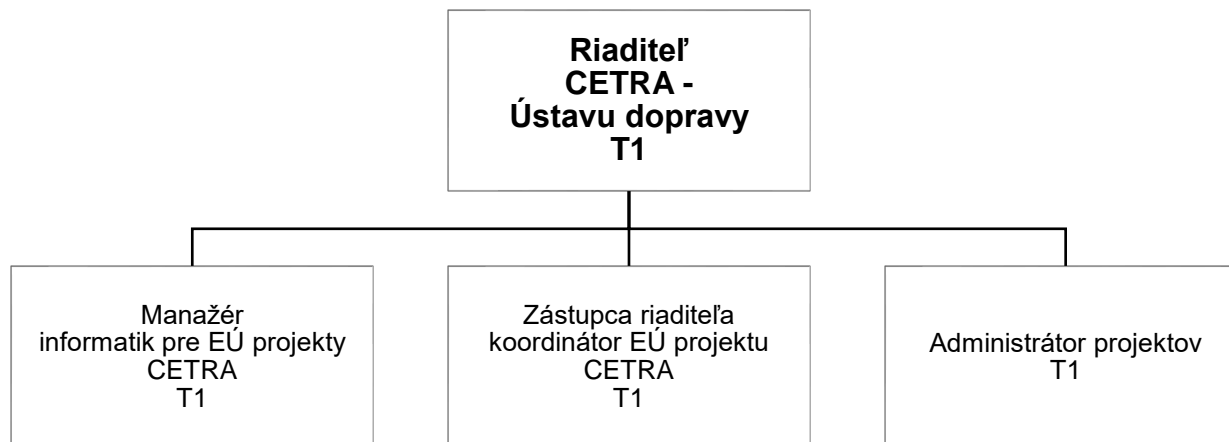 Riaditeľ
CETRA -
Ústavu dopravy
T1
Manažér
informatik pre EÚ projekty
CETRA
T1
Zástupca riaditeľa
koordinátor EÚ projektu
CETRA
T1
Administrátor projektov
T1